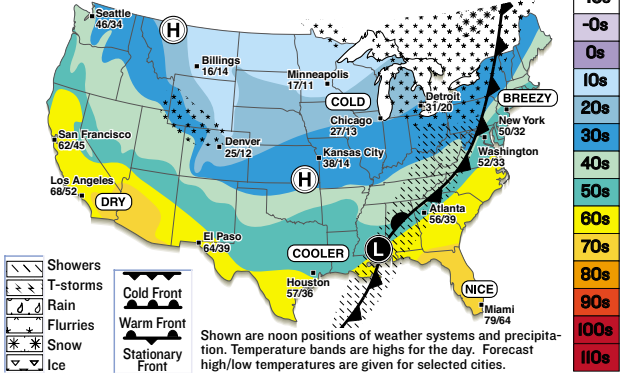 Seattle
46/34
H
Billings
16/14
Minneapolis
17/11
COLD
Detroit
31/20
BREEZY
Chicago
27/13
New York
50/32
San Francisco
62/45
Denver
25/12
Kansas City
38/14
Washington
52/33
Los Angeles
68/52
DRY
H
Atlanta
56/39
El Paso
64/39
COOLER
L
Houston
57/36
NICE
Miami
79/64
Showers
T-storms
Rain
Flurries
Snow
Ice
Cold Front
Warm Front
Stationary
Front
Shown are noon positions of weather systems and precipita-
tion. Temperature bands are highs for the day. Forecast
high/low temperatures are given for selected cities.
-0s
0s
10s
20s
30s
40s
50s
60s
70s
80s
90s
100s
110s